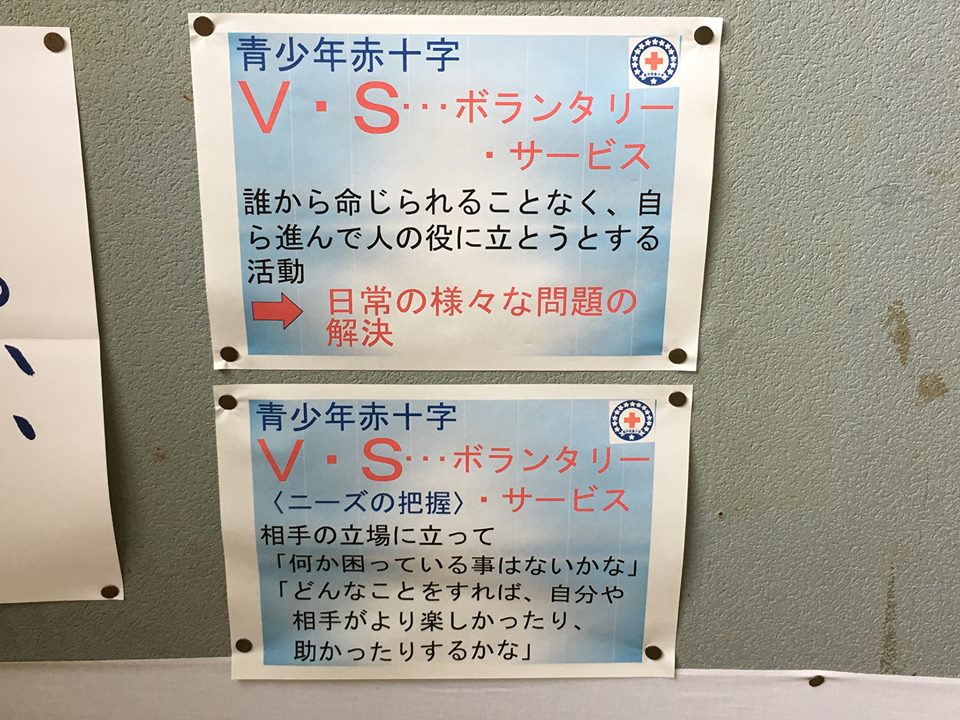 青少年赤十字
V・S…ボランタリー
・サービス
誰から命じられることなく、自
ら進んで人の役に立とうとする
活動
日常の様々な問題の
解決
青少年赤十字
V・S…ボランタリー
〈ニーズの把握〉・サービス
相手の立場に立って
「何か困っている事はないかな」
「どんなことをすれば、自分や
相手がより楽しかったり、
助かったりするかな」